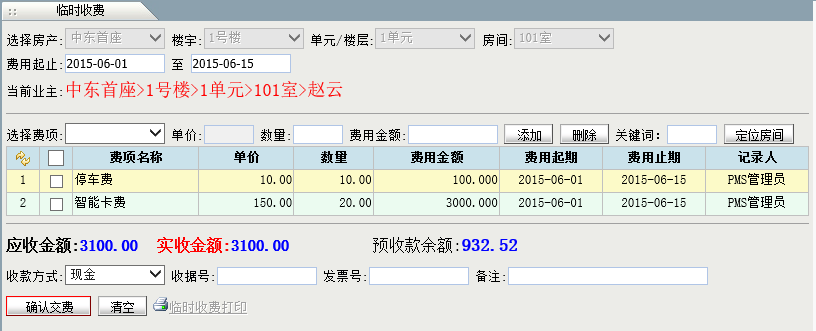 临时收费
选择房产: 中东首座 楼宇: 1号楼 单元/楼层: 1单元 房间: 101室
费用起止: 2015-06-01 至 2015-06-15
当前业主: 中东首座>1号楼>1单元>101室>赵云
选择费项: 单价: 数量: 费用金额: 添加 删除 关键词: 定位房间
费项名称 单价 数量 费用金额 费用起期 费用止期 记录人
1 停车费 10.00 10.00 100.000 2015-06-01 2015-06-15 PMS管理员
2 智能卡费 150.00 20.00 3000.000 2015-06-01 2015-06-15 PMS管理员
应收金额:3100.00 实收金额:3100.00 预收款余额:932.52
收款方式: 现金 收据号: 发票号: 备注:
确认交费 清空 临时收费打印